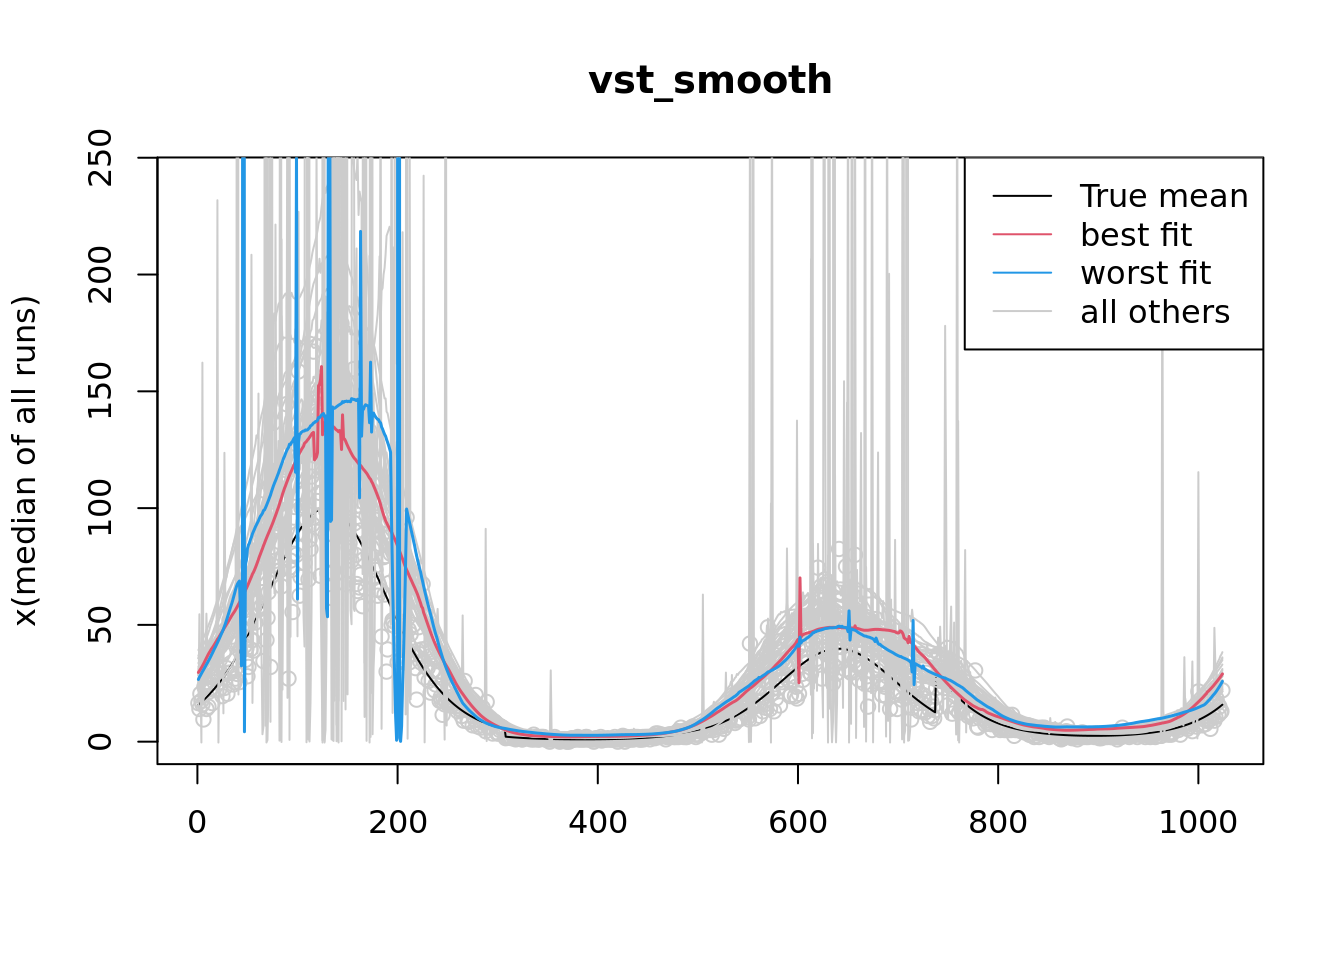 vst_smooth
x(median of all runs)
250
200
150
100
50
0
True mean
best fit
worst fit
all others
0 200 400 600 800 1000